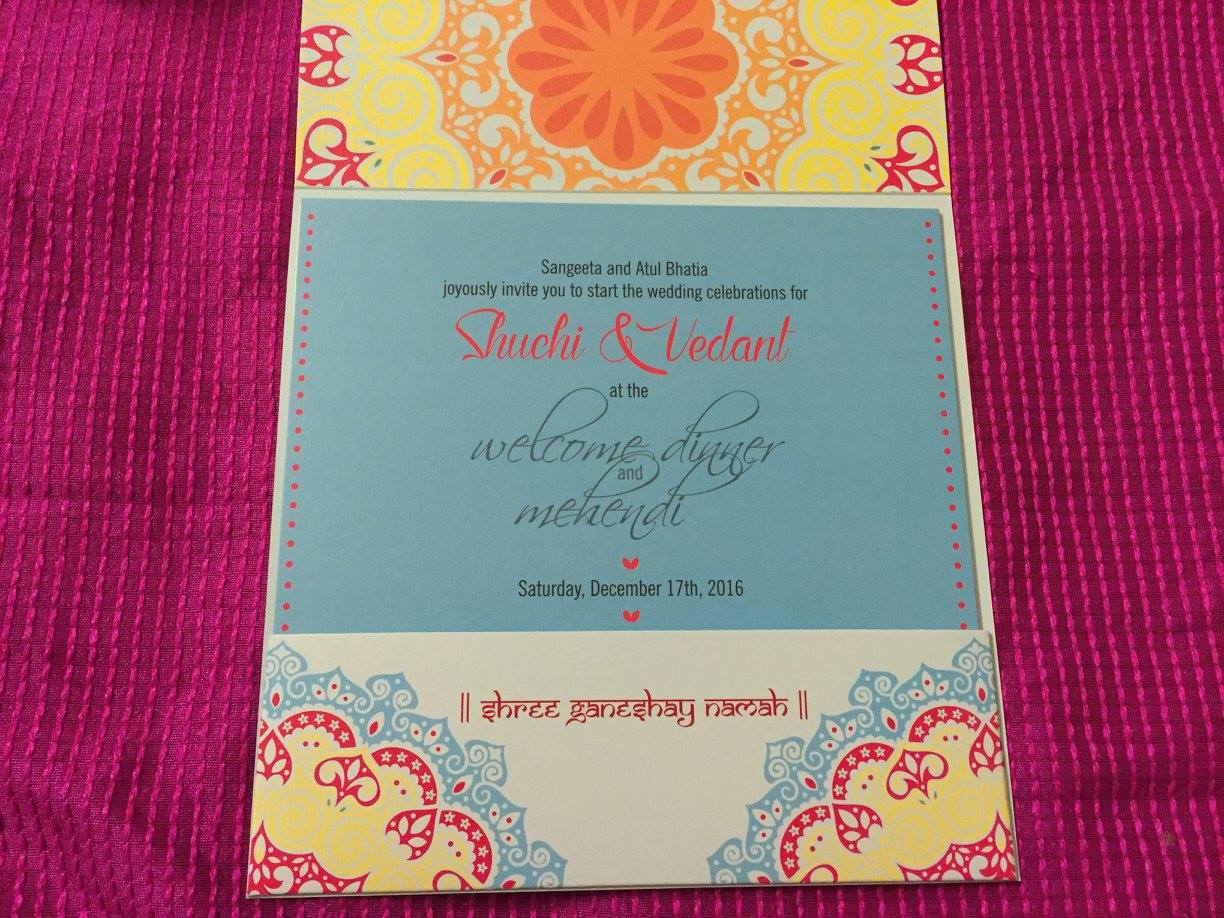 Sangeeta and Atul Bhatia
joyously invite you to start the wedding celebrations for
Shuchi & Vedant
at the
welcome dinner
and
mehendi
Saturday, December 17th, 2016
|| SHREE GANESHAY NAMAH ||